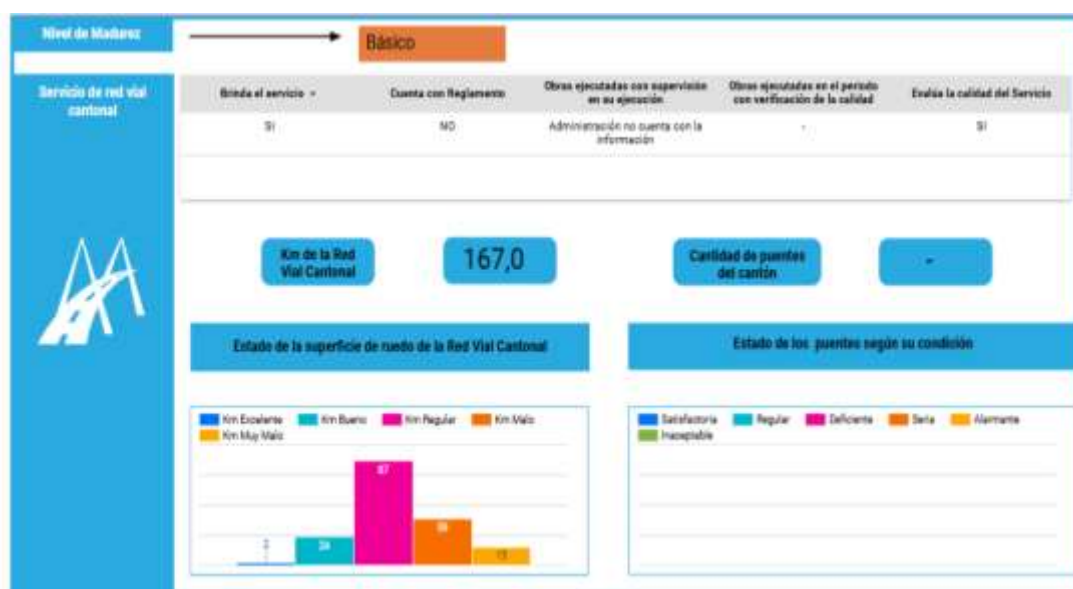 Nivel de Madurez
Básico
Servicio de red vial
cantonal
Brinda el servicio
Cuenta con Reglamento
Obras ejecutadas con supervisión
en su ejecución
Obras ejecutadas en el periodo
con verificación de la calidad
Evalúa la calidad del Servicio
SI
NO
Administración no cuenta con la
información
-
SI
Km de la Red
Vial Cantonal
167,0
Cantidad de puentes
del cantón
-
Estado de la superficie de ruedo de la Red Vial Cantonal
Estado de los puentes según su condición
Km Excelente Km Bueno Km Regular Km Malo
Km Muy Malo
87
24
15
Satisfactoria Regular Deficiente Seria Alarmante
Inaceptable